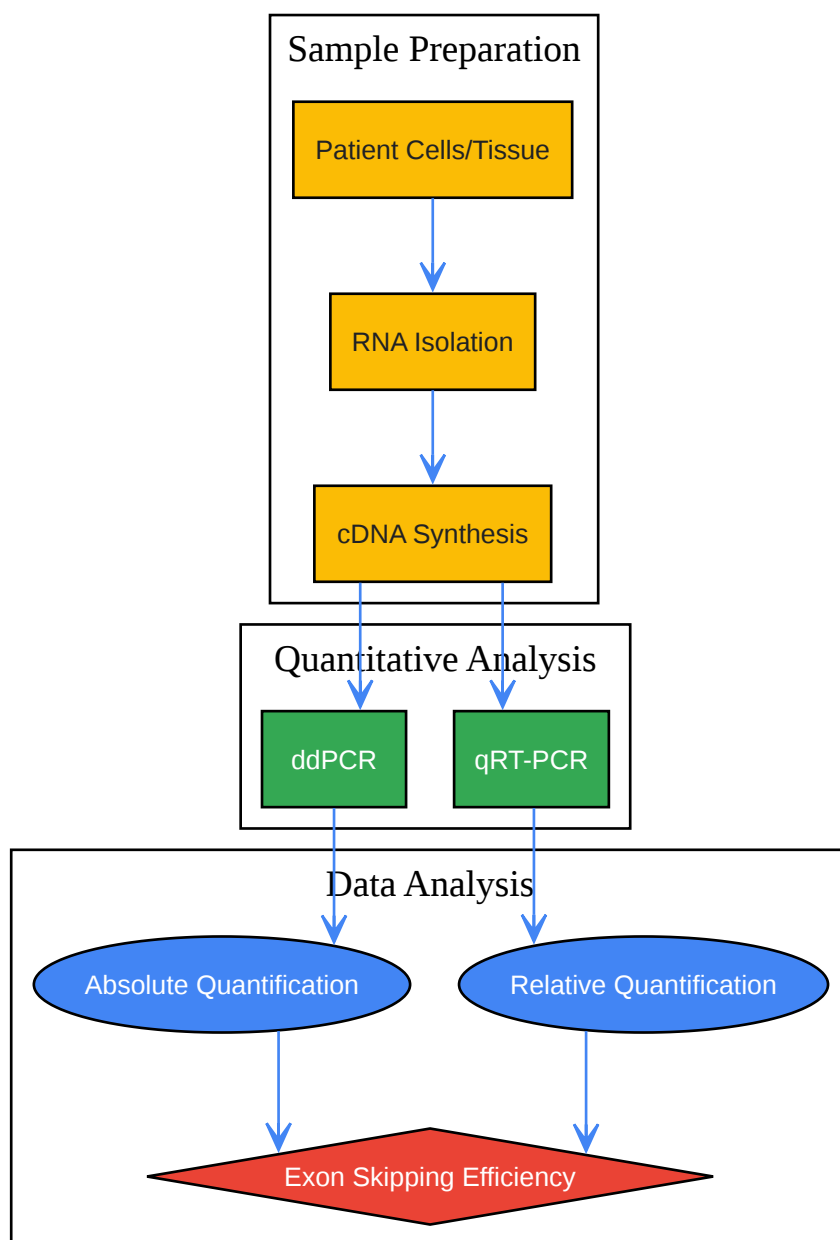 Sample Preparation
Patient Cells/Tissue
RNA Isolation
cDNA Synthesis
Quantitative Analysis
ddPCR
qRT-PCR
Data Analysis
Absolute Quantification
Relative Quantification
Exon Skipping Efficiency